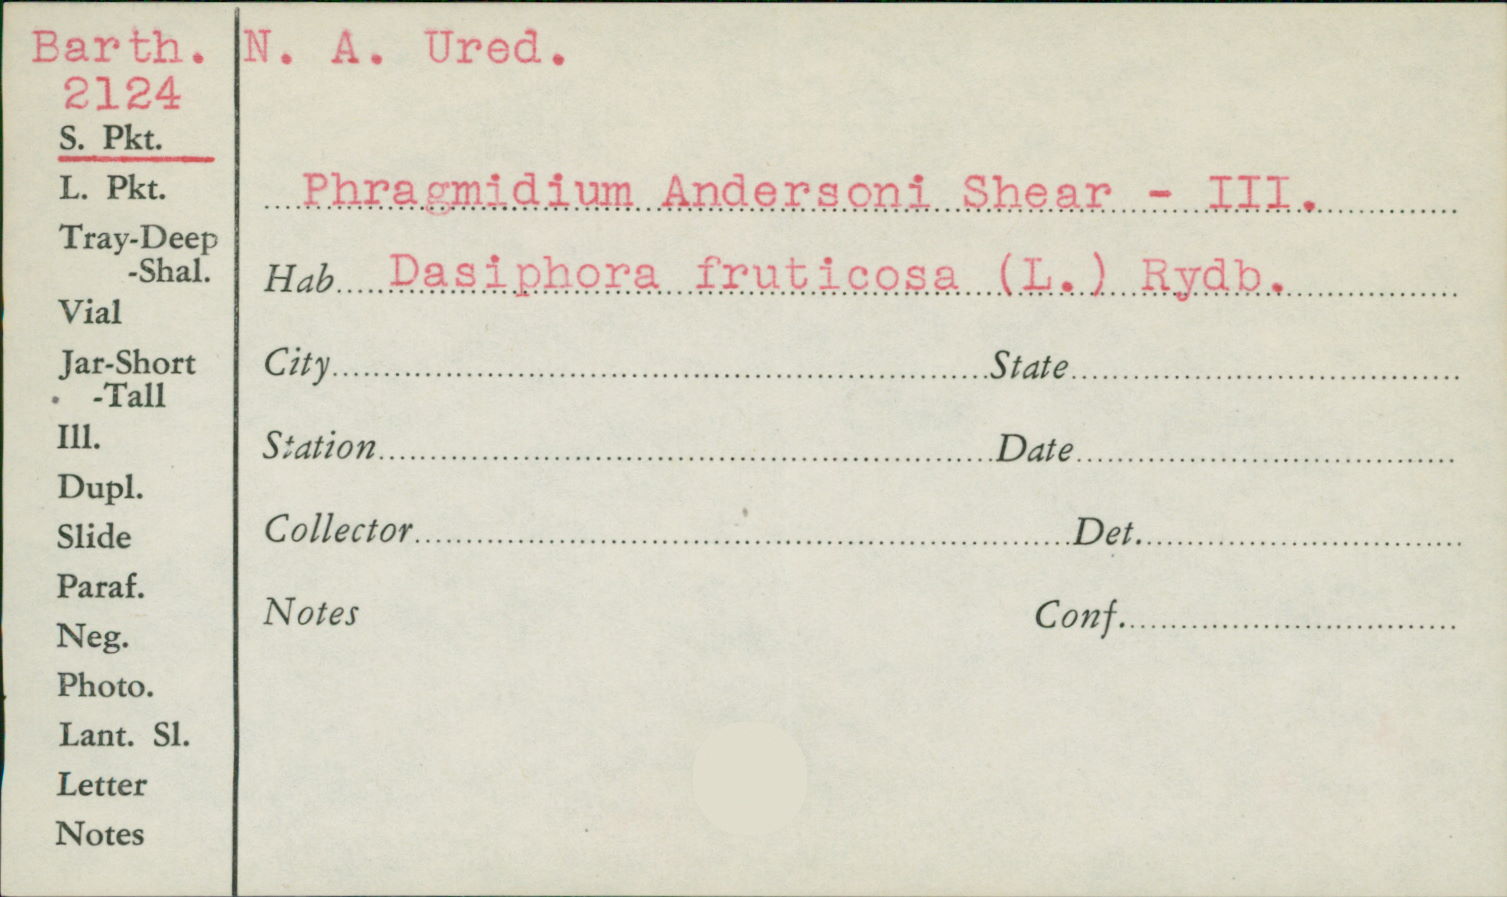 Barth. N. A. Ured.
2124
S. Pkt.
L. Pkt.
Tray-Deep
-Shal.
Vial
Jar-Short
-Tall
Ill.
Dupl.
Slide
Paraf.
Neg.
Photo.
Lant. Sl.
Letter
Notes
Phragmidium Andersoni Shear - III.
Hab. Dasiphora fruticosa (L.) Rydb.
City State
Station Date
Collector Det.
Notes Conf.